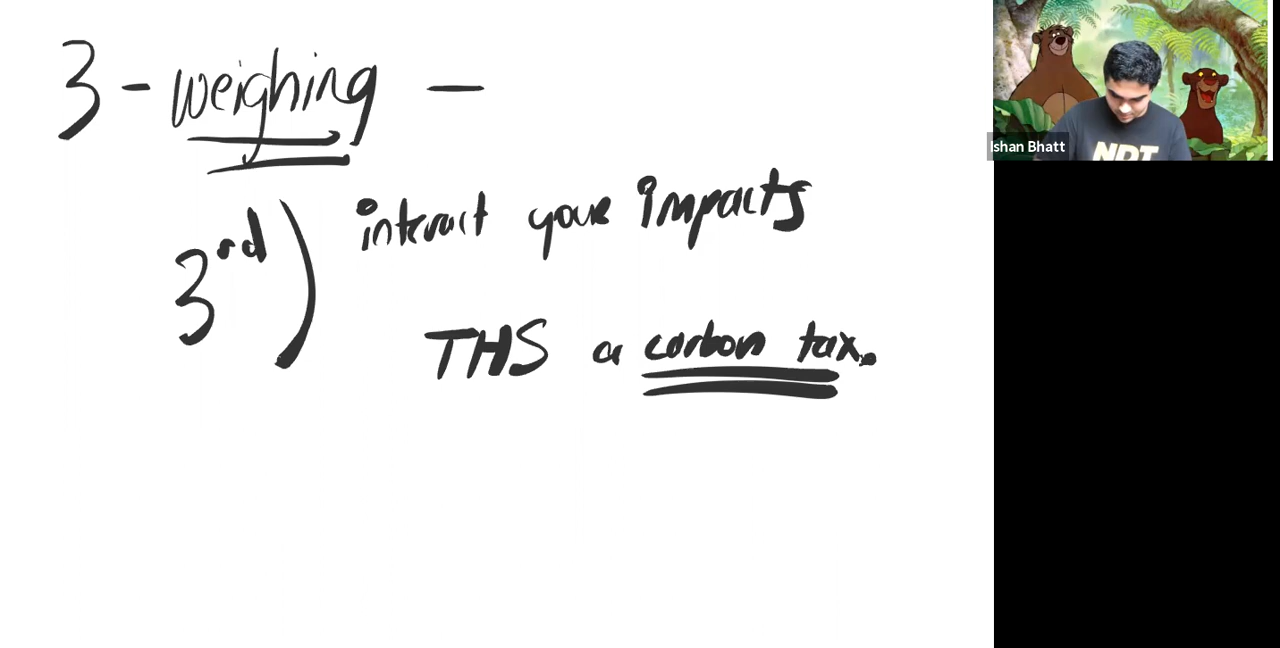 3 - weighing -
3rd) interact your impacts
THS a carbon tax.
Ishan Bhatt
NDT